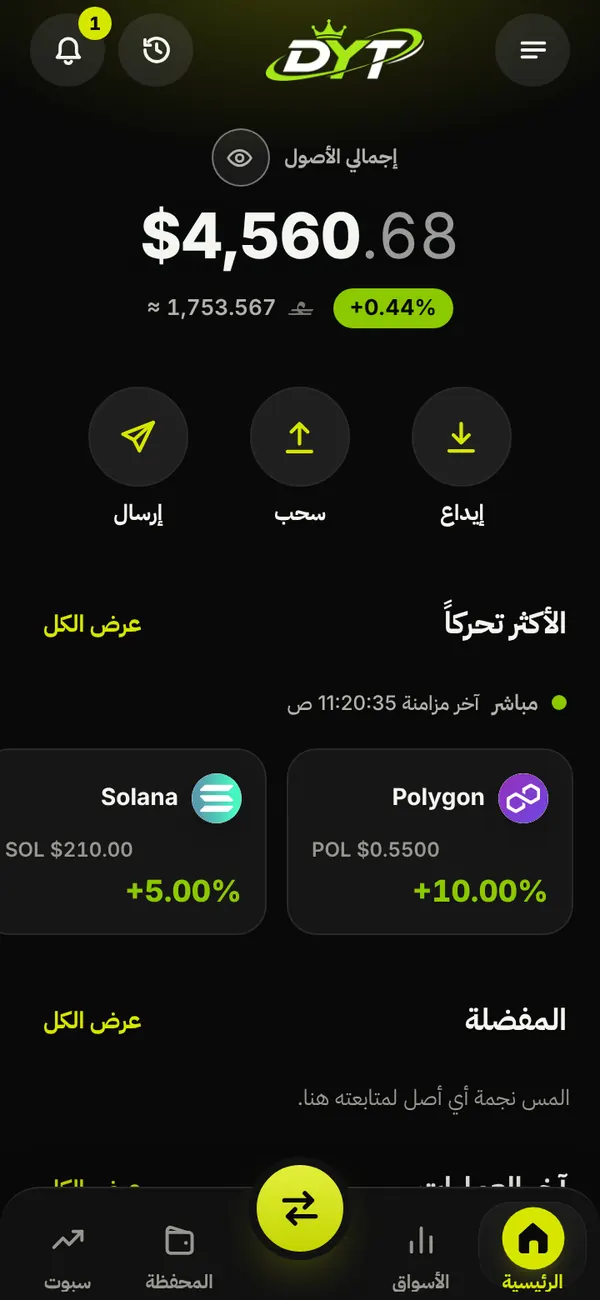 1
DYT
إجمالي الأصول
$4,560.68
≈ 1,753.567
+0.44%
إيداع
سحب
إرسال
الأكثر تحركاً
عرض الكل
مباشر آخر مزامنة 11:20:35 ص
Polygon
POL $0.5500
+10.00%
Solana
SOL $210.00
+5.00%
المفضلة
عرض الكل
المس نجمة أي أصل لمتابعته هنا.
عرض الكل
الرئيسية
الأسواق
المحفظة
سبوت